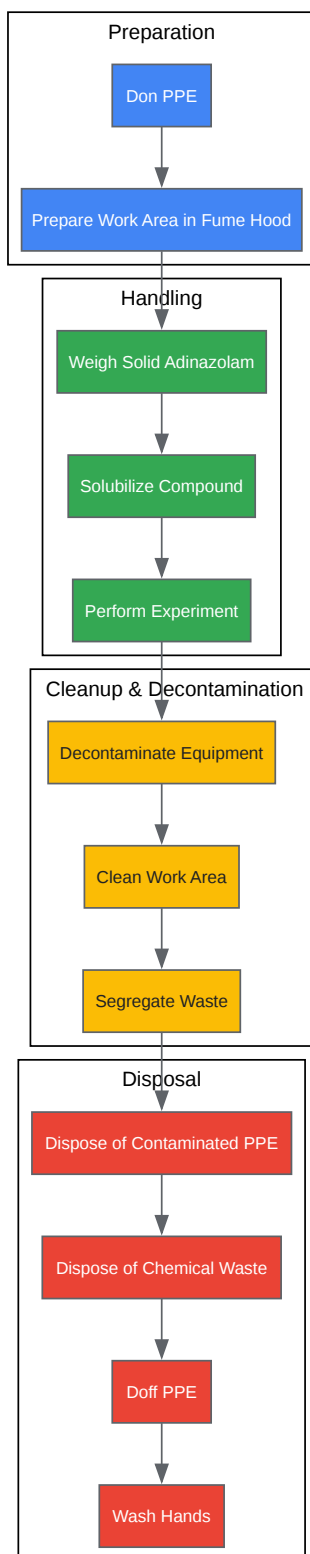 Preparation
Don PPE
Prepare Work Area in Fume Hood
Handling
Weigh Solid Adinazolam
Solubilize Compound
Perform Experiment
Cleanup & Decontamination
Decontaminate Equipment
Clean Work Area
Segregate Waste
Disposal
Dispose of Contaminated PPE
Dispose of Chemical Waste
Doff PPE
Wash Hands